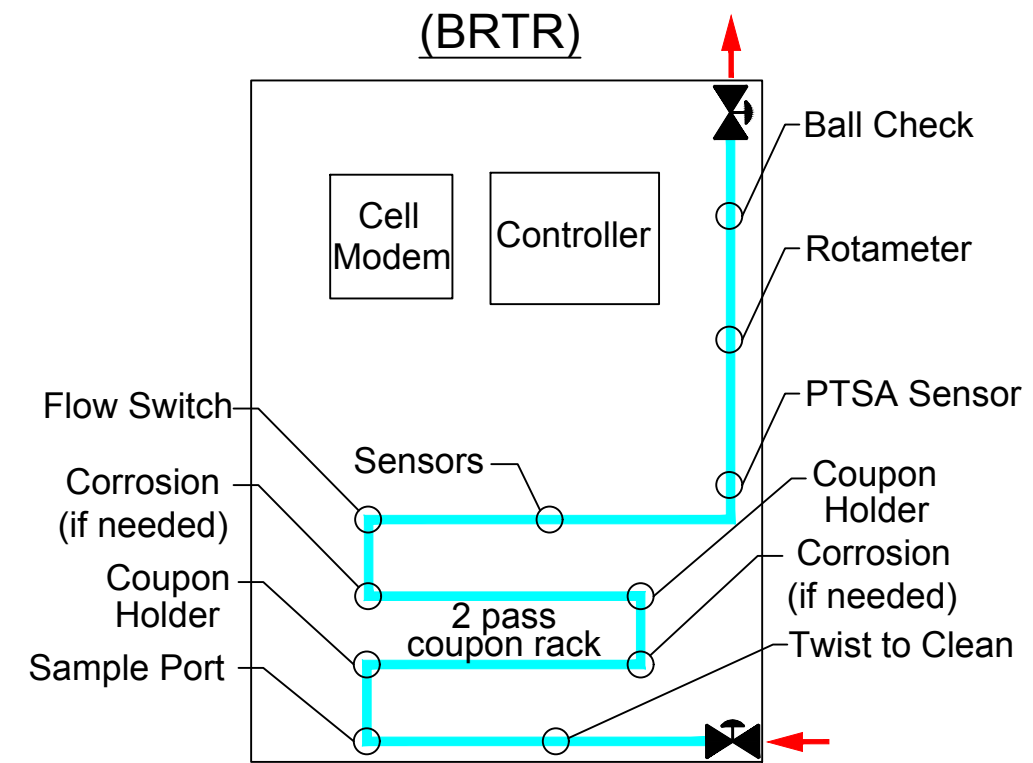 (BRTR)
Ball Check
Cell
Modem
Controller
Rotameter
Flow Switch
PTSA Sensor
Sensors
Corrosion
(if needed)
Coupon
Holder
Coupon
Holder
2 pass
coupon rack
Corrosion
(if needed)
Sample Port
Twist to Clean